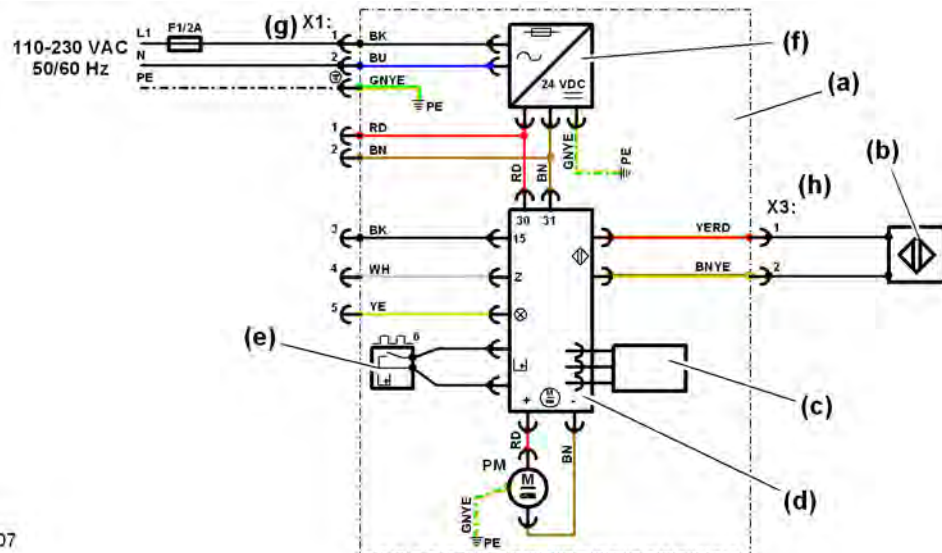 L1 F1/2A (g) X1: 1 BK
110-230 VAC
50/60 Hz
N 2 BU
PE GNYE PE
24 VDC
(f)
(a)
1 RD
2 BN
RD BN GNYE PE
(b)
(h)
X3:
30 31
BK 15 YERD 1
4 WH Z BNYE 2
5 YE
(e) 6
(c)
+ M -
RD BN
PM M
(d)
GNYE PE
07